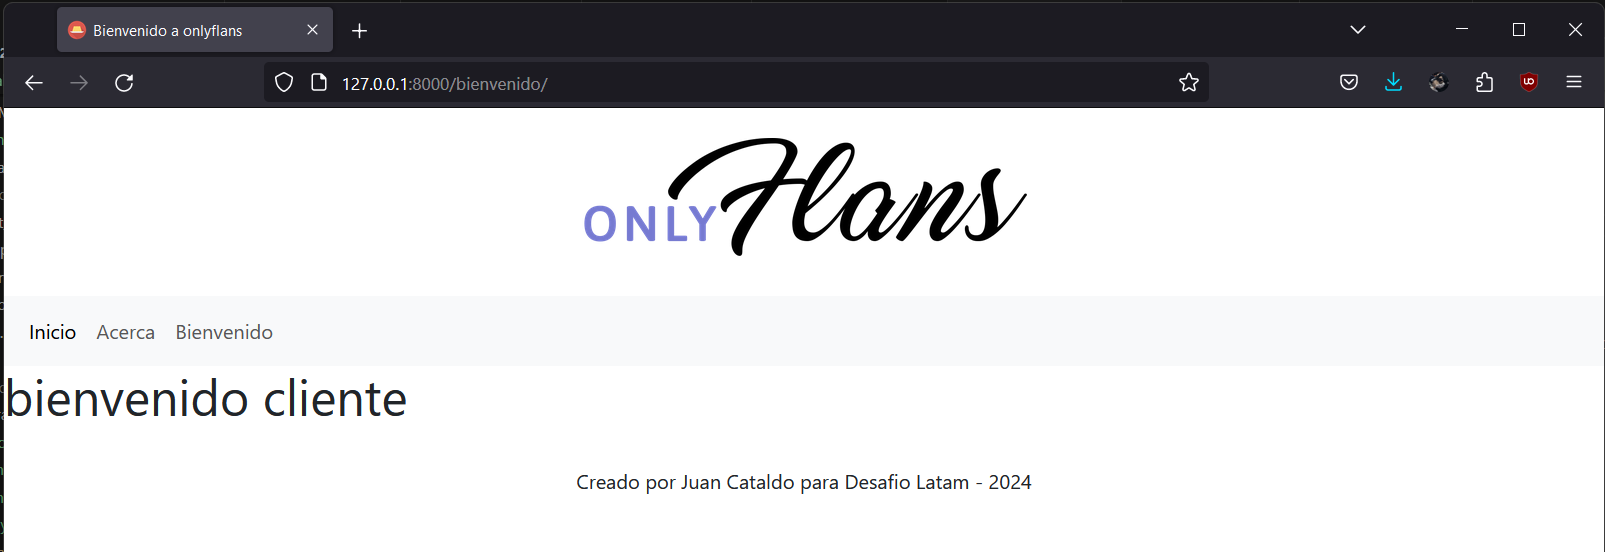 Bienvenido a onlyflans
127.0.0.1:8000/bienvenido/
ONLY Flans
Inicio Acerca Bienvenido
bienvenido cliente
Creado por Juan Cataldo para Desafio Latam - 2024